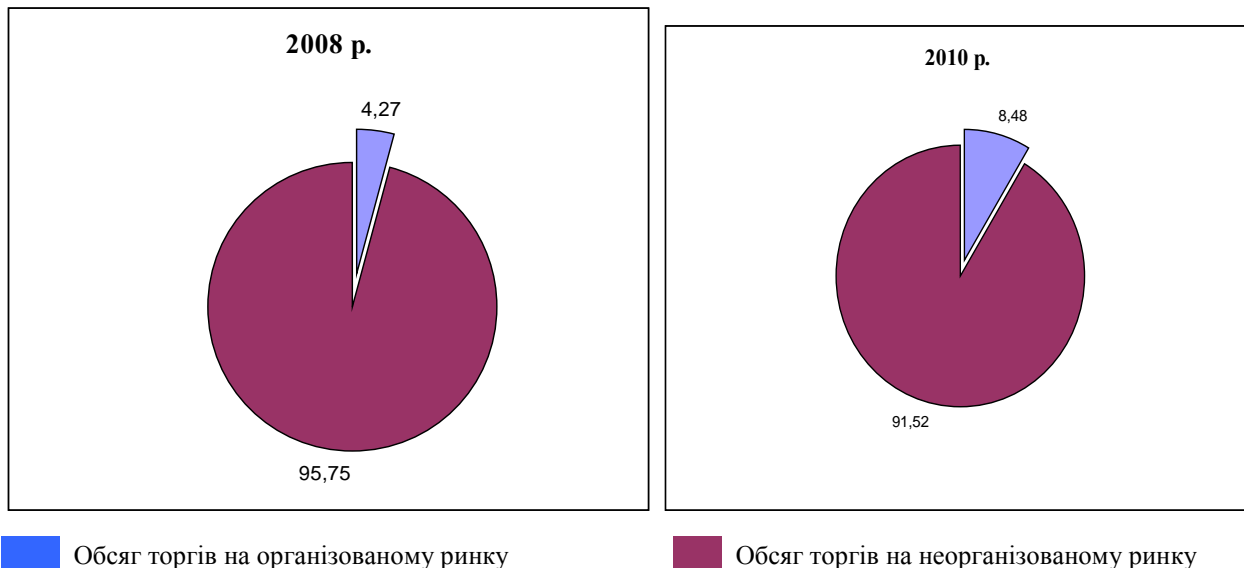 2008 р.
4,27
95,75
2010 р.
8,48
91,52
Обсяг торгів на організованому ринку
Обсяг торгів на неорганізованому ринку